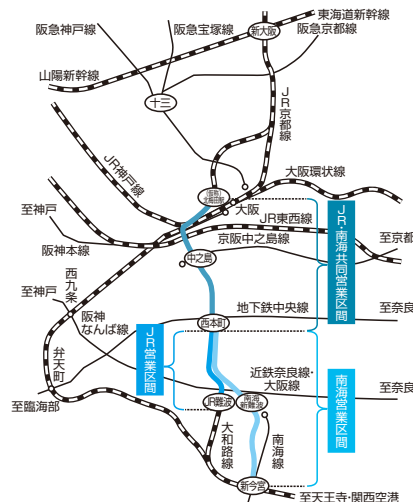 東海道新幹線
阪急神戸線
阪急宝塚線
新大阪
阪急京都線
山陽新幹線
十三
JR京都線
JR神戸線
大阪環状線
(仮称)
北梅田駅
大阪
JR東西線
至神戸
阪神本線
京阪中之島線
至京都
中之島
JR・南海共同営業区間
西九条
至神戸
地下鉄中央線
至奈良
阪神
なんば線
西本町
JR営業区間
弁天町
近鉄奈良線・
大阪線
至奈良
至臨海部
JR難波
南海
新難波
南海営業区間
大和路線
南海線
新今宮
至天王寺・関西空港